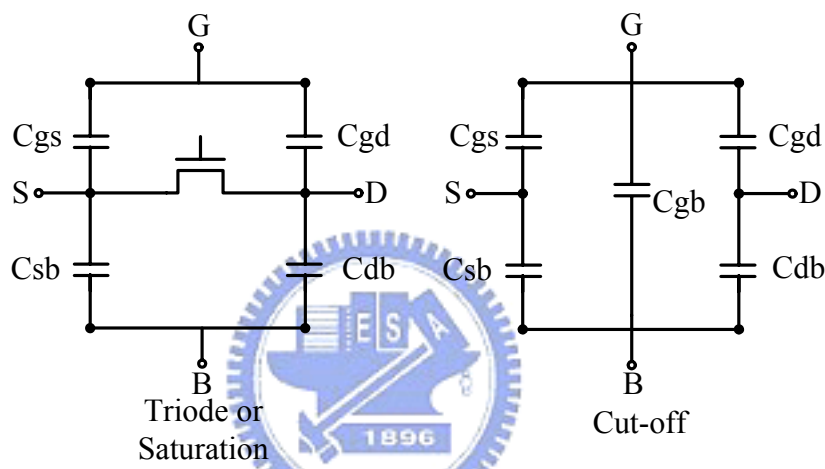 G
Cgs
Cgd
S
D
Csb
Cdb
B
Triode or
Saturation
G
Cgs
Cgd
S
Cgb
D
Csb
Cdb
B
Cut-off
E S A
1896